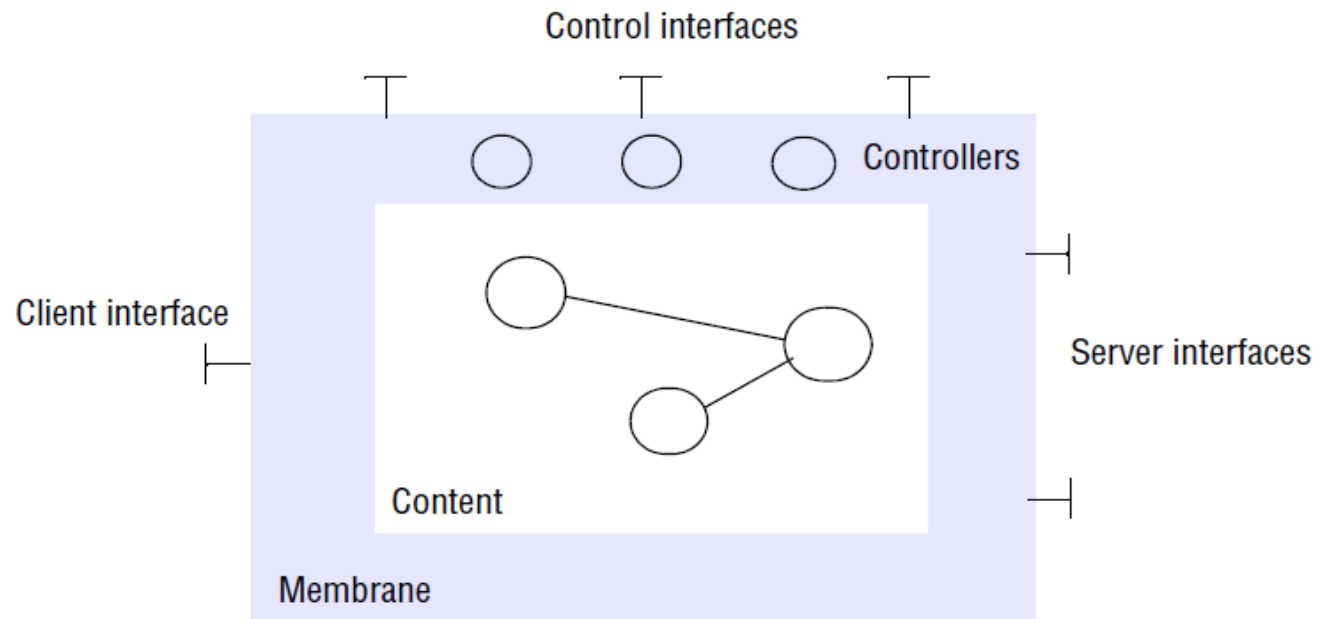 Control interfaces
Controllers
Client interface
Server interfaces
Content
Membrane